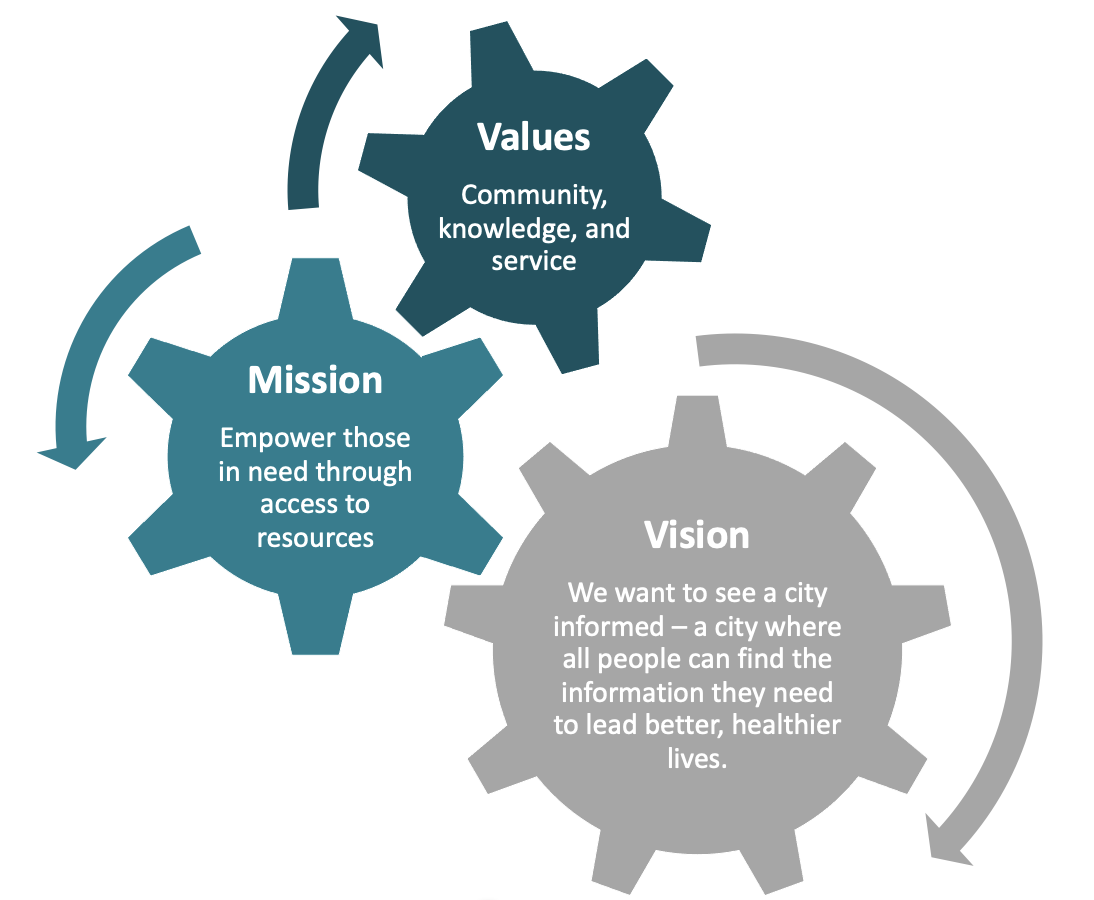 Values
Community,
knowledge, and
service
Mission
Empower those
in need through
access to
resources
Vision
We want to see a city
informed – a city where
all people can find the
information they need
to lead better, healthier
lives.